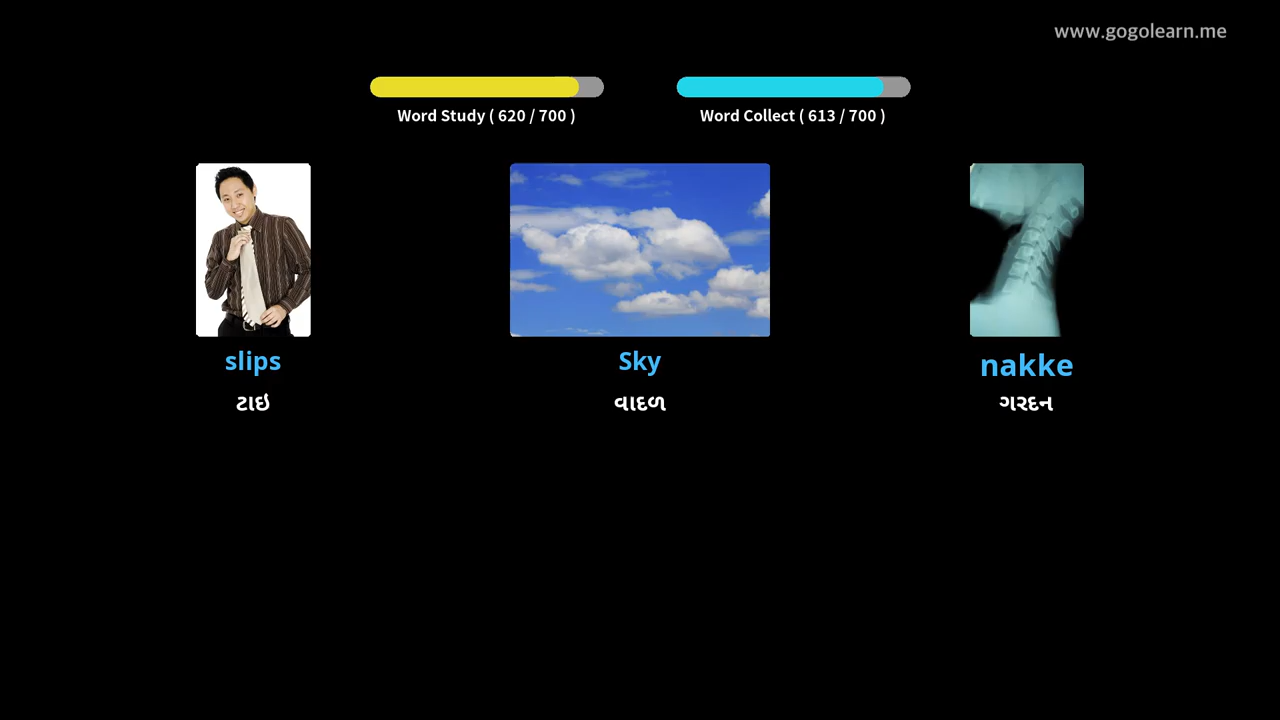 www.gogolearn.me
Word Study ( 620 / 700 )
Word Collect ( 613 / 700 )
slips
Sky
nakke
ટાઇ
વાદળ
ગરદન